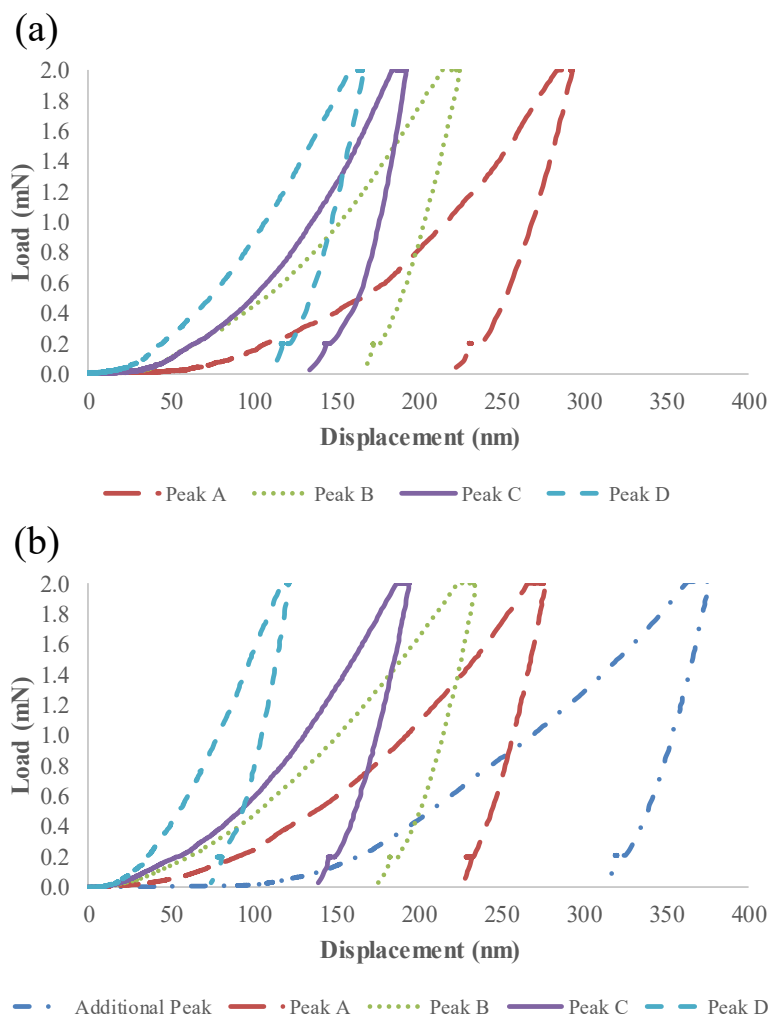 (a)
2.0
1.8
1.6
1.4
1.2
1.0
0.8
0.6
0.4
0.2
0.0
Load (mN)
0 50 100 150 200 250 300 350 400
Displacement (nm)
Peak A Peak B Peak C Peak D
(b)
2.0
1.8
1.6
1.4
1.2
1.0
0.8
0.6
0.4
0.2
0.0
Load (mN)
0 50 100 150 200 250 300 350 400
Displacement (nm)
Additional Peak Peak A Peak B Peak C Peak D